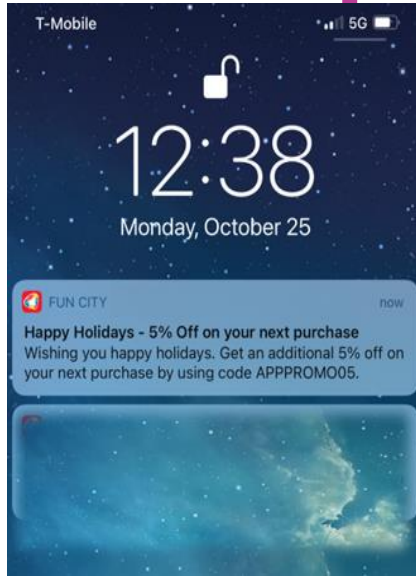 T-Mobile 5G
12:38
Monday, October 25
FUN CITY now
Happy Holidays - 5% Off on your next purchase
Wishing you happy holidays. Get an additional 5% off on
your next purchase by using code APPPROMO05.